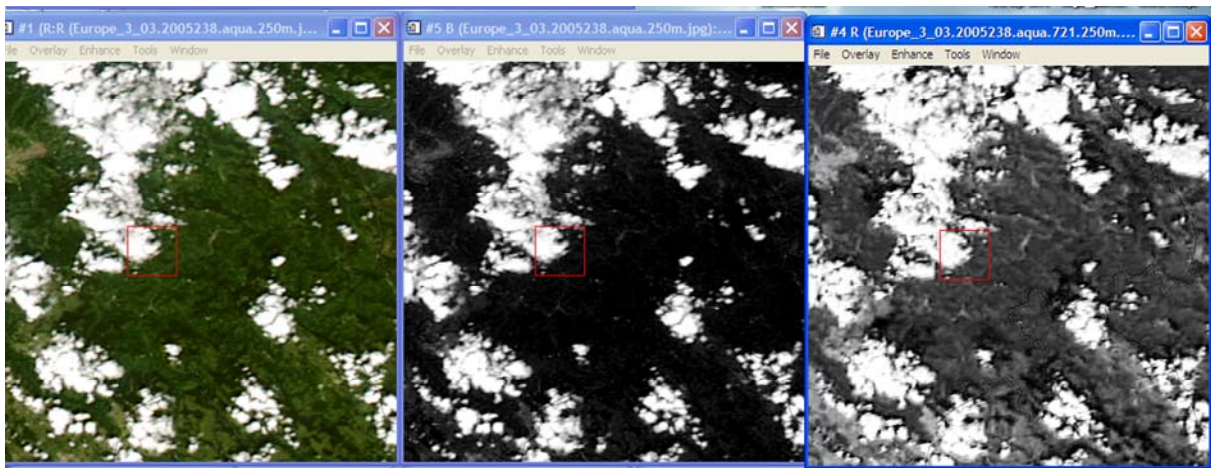 #1 (R:R (Europe_3_03.2005238.aqua.250m.j...
File Overlay Enhance Tools Window
#5 B (Europe_3_03.2005238.aqua.250m.jpg):...
File Overlay Enhance Tools Window
#4 R (Europe_3_03.2005238.aqua.721.250m....
File Overlay Enhance Tools Window